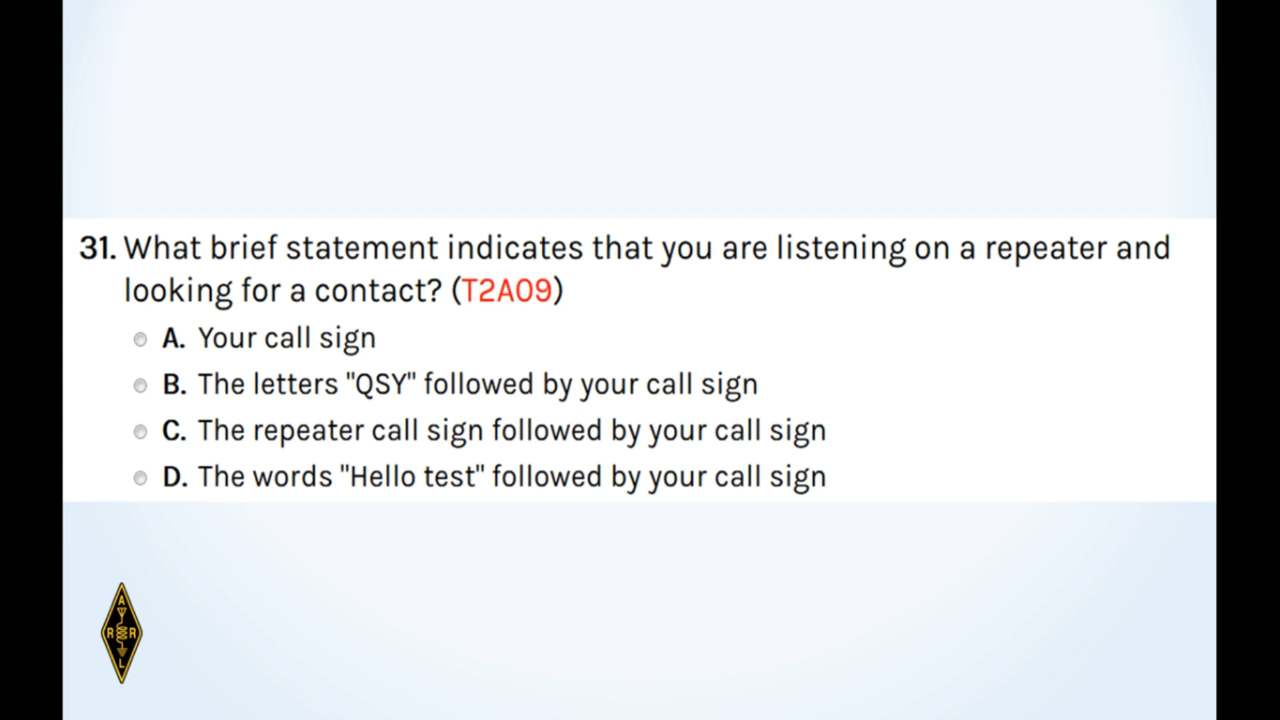 31. What brief statement indicates that you are listening on a repeater and
looking for a contact? (T2A09)
A. Your call sign
B. The letters "QSY" followed by your call sign
C. The repeater call sign followed by your call sign
D. The words "Hello test" followed by your call sign
A
R R
L